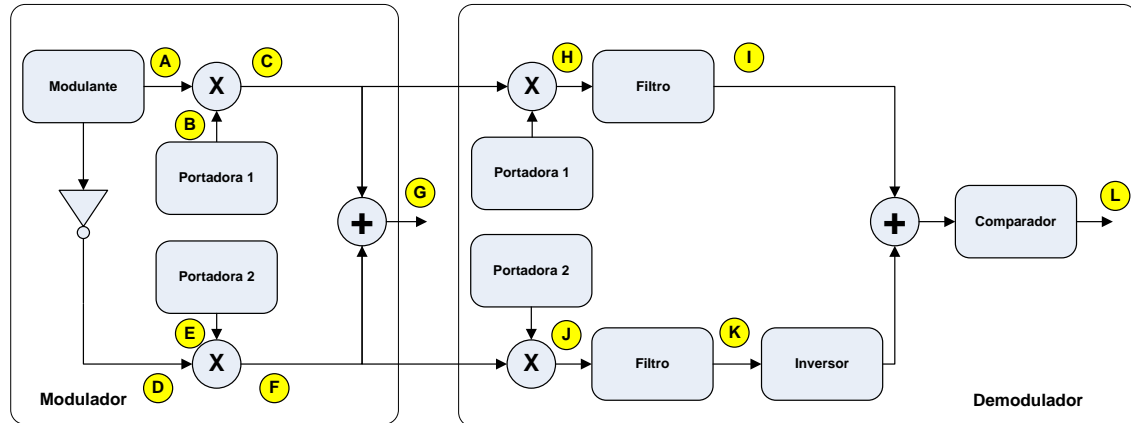 A
C
H
I
Modulante
X
X
Filtro
B
Portadora 1
Portadora 1
G
L
+
+
Comparador
Portadora 2
Portadora 2
E
J
K
X
X
Filtro
Inversor
D
F
Modulador
Demodulador